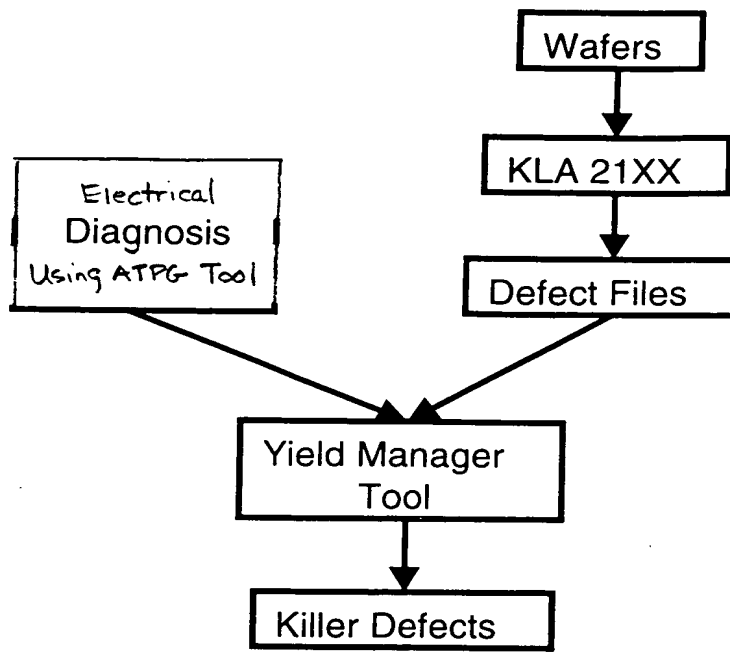 Wafers
KLA 21XX
Defect Files
Electrical
Diagnosis
Using ATPG Tool
Yield Manager
Tool
Killer Defects